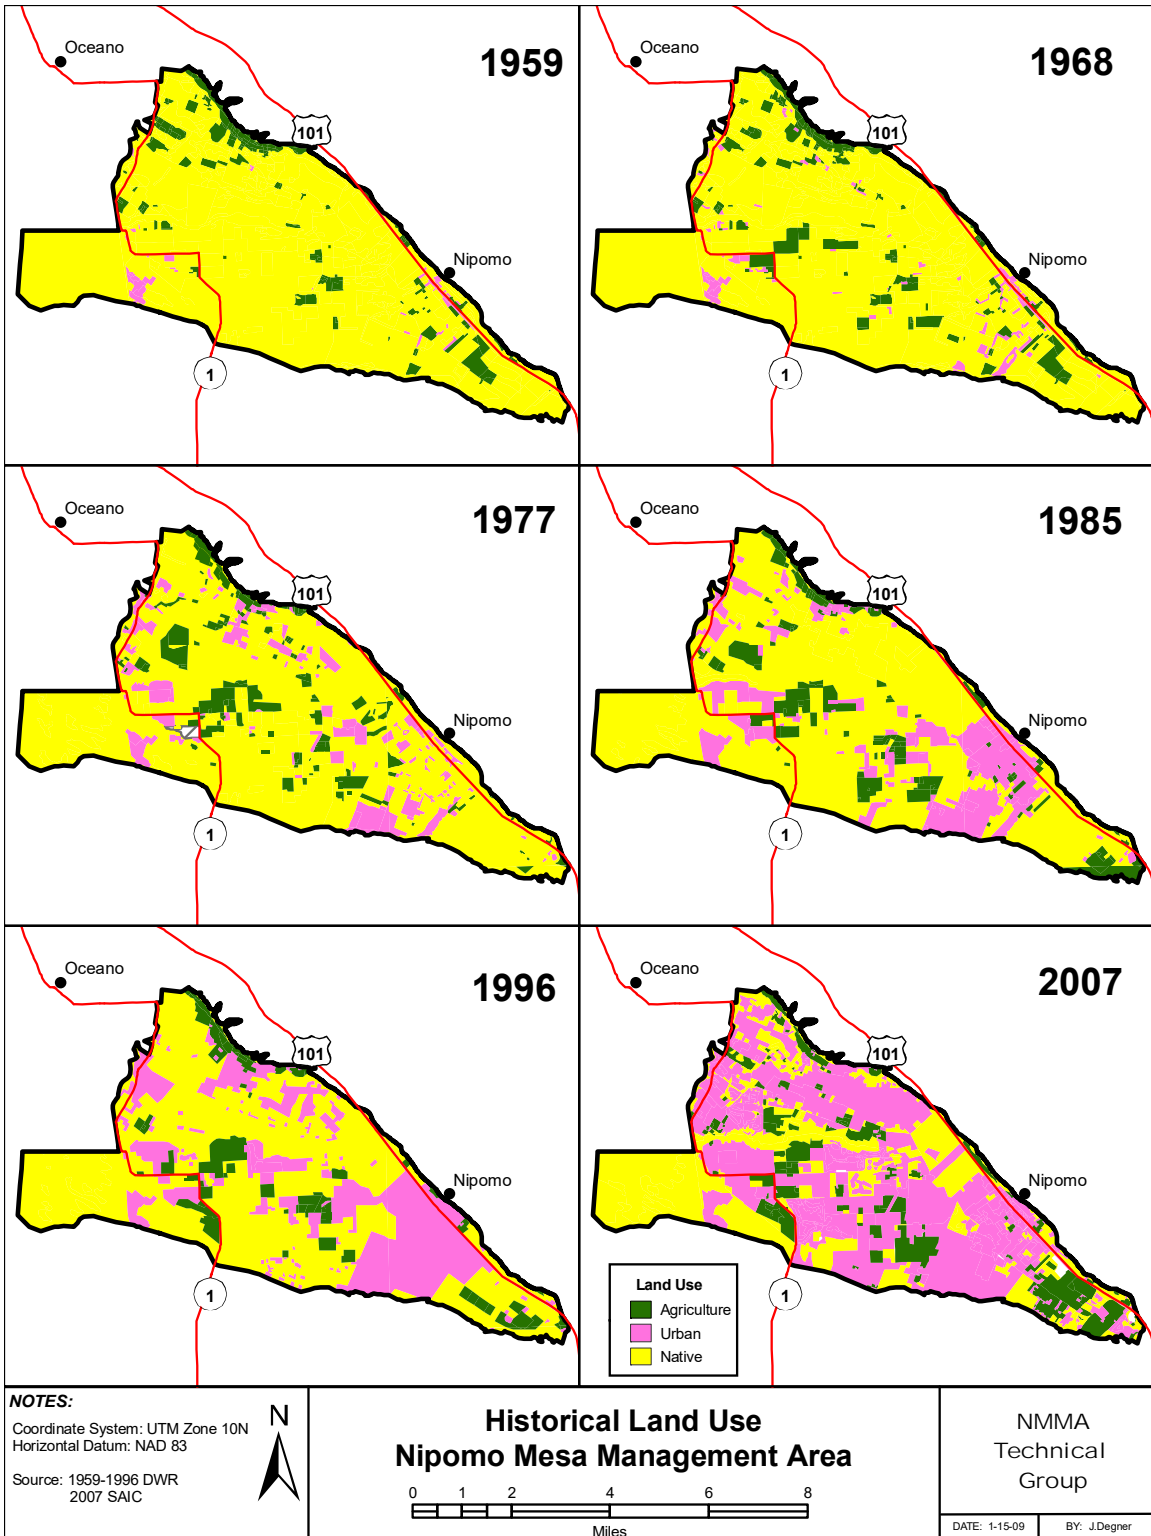 Oceano
1959
101
Nipomo
1
Oceano
1968
101
Nipomo
1
Oceano
1977
101
Nipomo
1
Oceano
1985
101
Nipomo
1
Oceano
1996
101
Nipomo
1
Oceano
2007
101
Nipomo
1
Land Use
Agriculture
Urban
Native
NOTES:
Coordinate System: UTM Zone 10N
Horizontal Datum: NAD 83
Source: 1959-1996 DWR
2007 SAIC
N
Historical Land Use
Nipomo Mesa Management Area
0 1 2 4 6 8
Miles
NMMA
Technical
Group
DATE: 1-15-09
BY: J.Degner